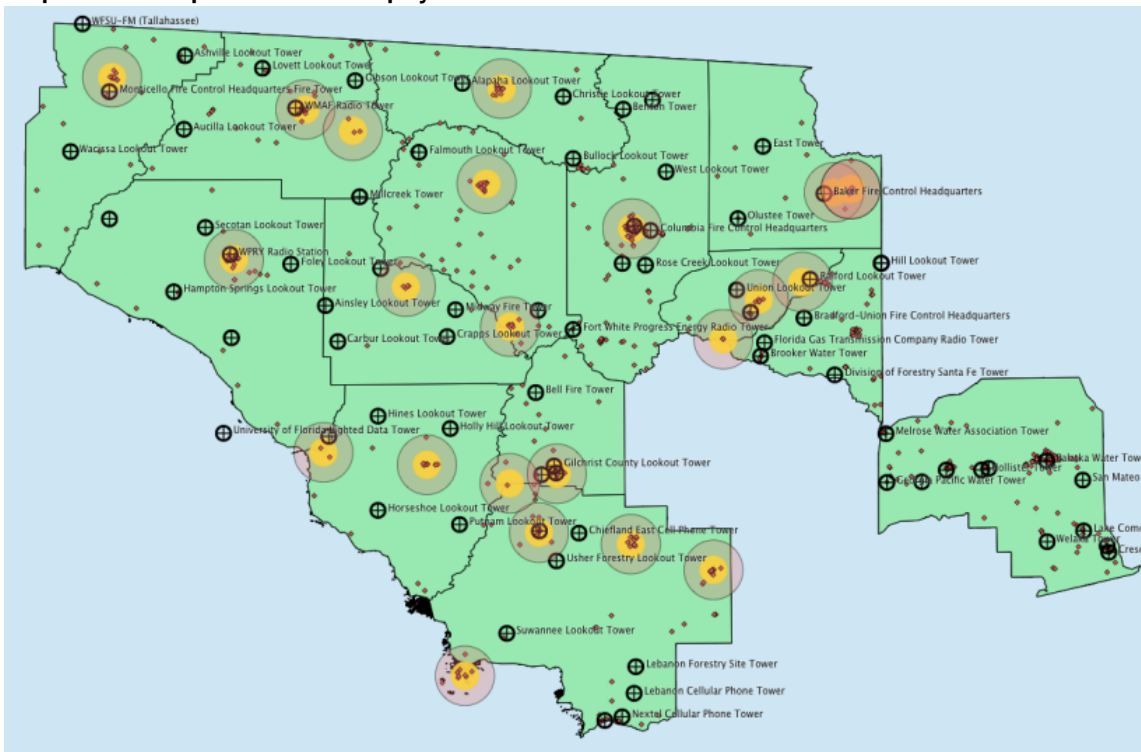 WFSU-FM (Tallahassee)
Ashville Lookout Tower
Lovett Lookout Tower
Gibson Lookout Tower
Alapaha Lookout Tower
Christie Lookout Tower
Benton Tower
Monticello Fire Control Headquarters Fire Tower
WMAF Radio Tower
Aucilla Lookout Tower
Wacissa Lookout Tower
Falmouth Lookout Tower
Bullock Lookout Tower
East Tower
West Lookout Tower
Millcreek Tower
Baker Fire Control Headquarters
Secotan Lookout Tower
Olustee Tower
Columbia Fire Control Headquarters
WPRY Radio Station
Foley Lookout Tower
Rose Creek Lookout Tower
Hill Lookout Tower
Raiford Lookout Tower
Hampton Springs Lookout Tower
Union Lookout Tower
Ainsley Lookout Tower
Midway Fire Tower
Bradford-Union Fire Control Headquarters
Fort White Progress Energy Radio Tower
Carbur Lookout Tower
Crapps Lookout Tower
Florida Gas Transmission Company Radio Tower
Brooker Water Tower
Division of Forestry Santa Fe Tower
Bell Fire Tower
Hines Lookout Tower
Holly Hill Lookout Tower
University of Florida Lighted Data Tower
Melrose Water Association Tower
Gilchrist County Lookout Tower
Water Tow
Hollister Tower
Georgia Pacific Water Tower
San Mateo
Horseshoe Lookout Tower
Putnam Lookout Tower
Chiefland East Cell Phone Tower
Lake Com
Welaka Tower
Cresc
Usher Forestry Lookout Tower
Suwannee Lookout Tower
Lebanon Forestry Site Tower
Lebanon Cellular Phone Tower
Nextel Cellular Phone Tower